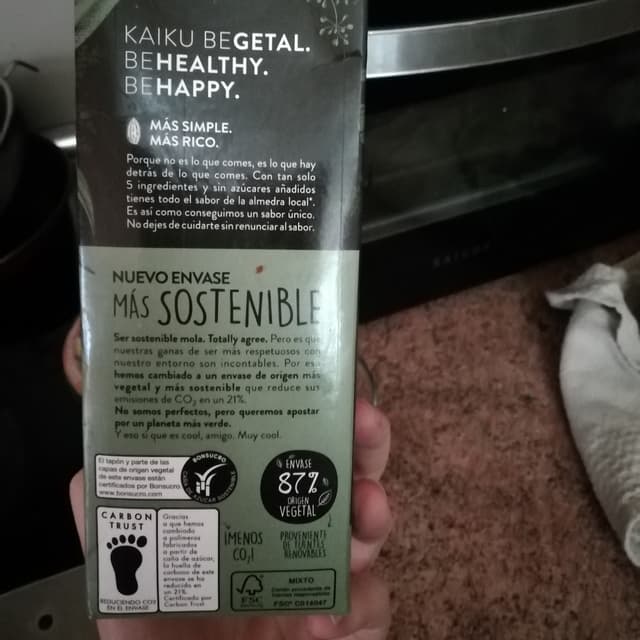 KAIKU BEGETAL.
BEHEALTHY.
BEHAPPY.
MÁS SIMPLE.
MÁS RICO.
Porque no es lo que comes, es lo que hay
detrás de lo que comes. Con tan solo
5 ingredientes y sin azúcares añadidos
tienes todo el sabor de la almedra local*.
Es así como conseguimos un sabor único.
No dejes de cuidarte sin renunciar al sabor.
NUEVO ENVASE
MÁS SOSTENIBLE
Ser sostenible mola. Totally agree. Pero es que
nuestras ganas de ser más respetuosos con
nuestro entorno son incontables. Por es
hemos cambiado a un envase de origen más
vegetal y más sostenible que reduce sus
emisiones de CO₂ en un 21%.
No somos perfectos, pero queremos apostar
por un planeta más verde.
Y eso sí que es cool, amigo. Muy cool.
El tapón y parte de las
capas de origen vegetal
de este envase están
certificados por Bonsucro
www.bonsucro.com
BONSUCRO
ENVASE
87%
ORIGEN
VEGETAL
PROVENIENTE
DE FUENTES
RENOVABLES
¡MENOS
CO₂!
CARBON
TRUST
REDUCIENDO CO2
EN EL ENVASE
Gracias
a que hemos
cambiado
a polímeros
fabricados
a partir de
caña de azúcar,
la huella de
carbono de este
envase se ha
reducido en
un 21%.
Certificado por
Carbon Trust
FSC
MIXTO
FSC® C014047